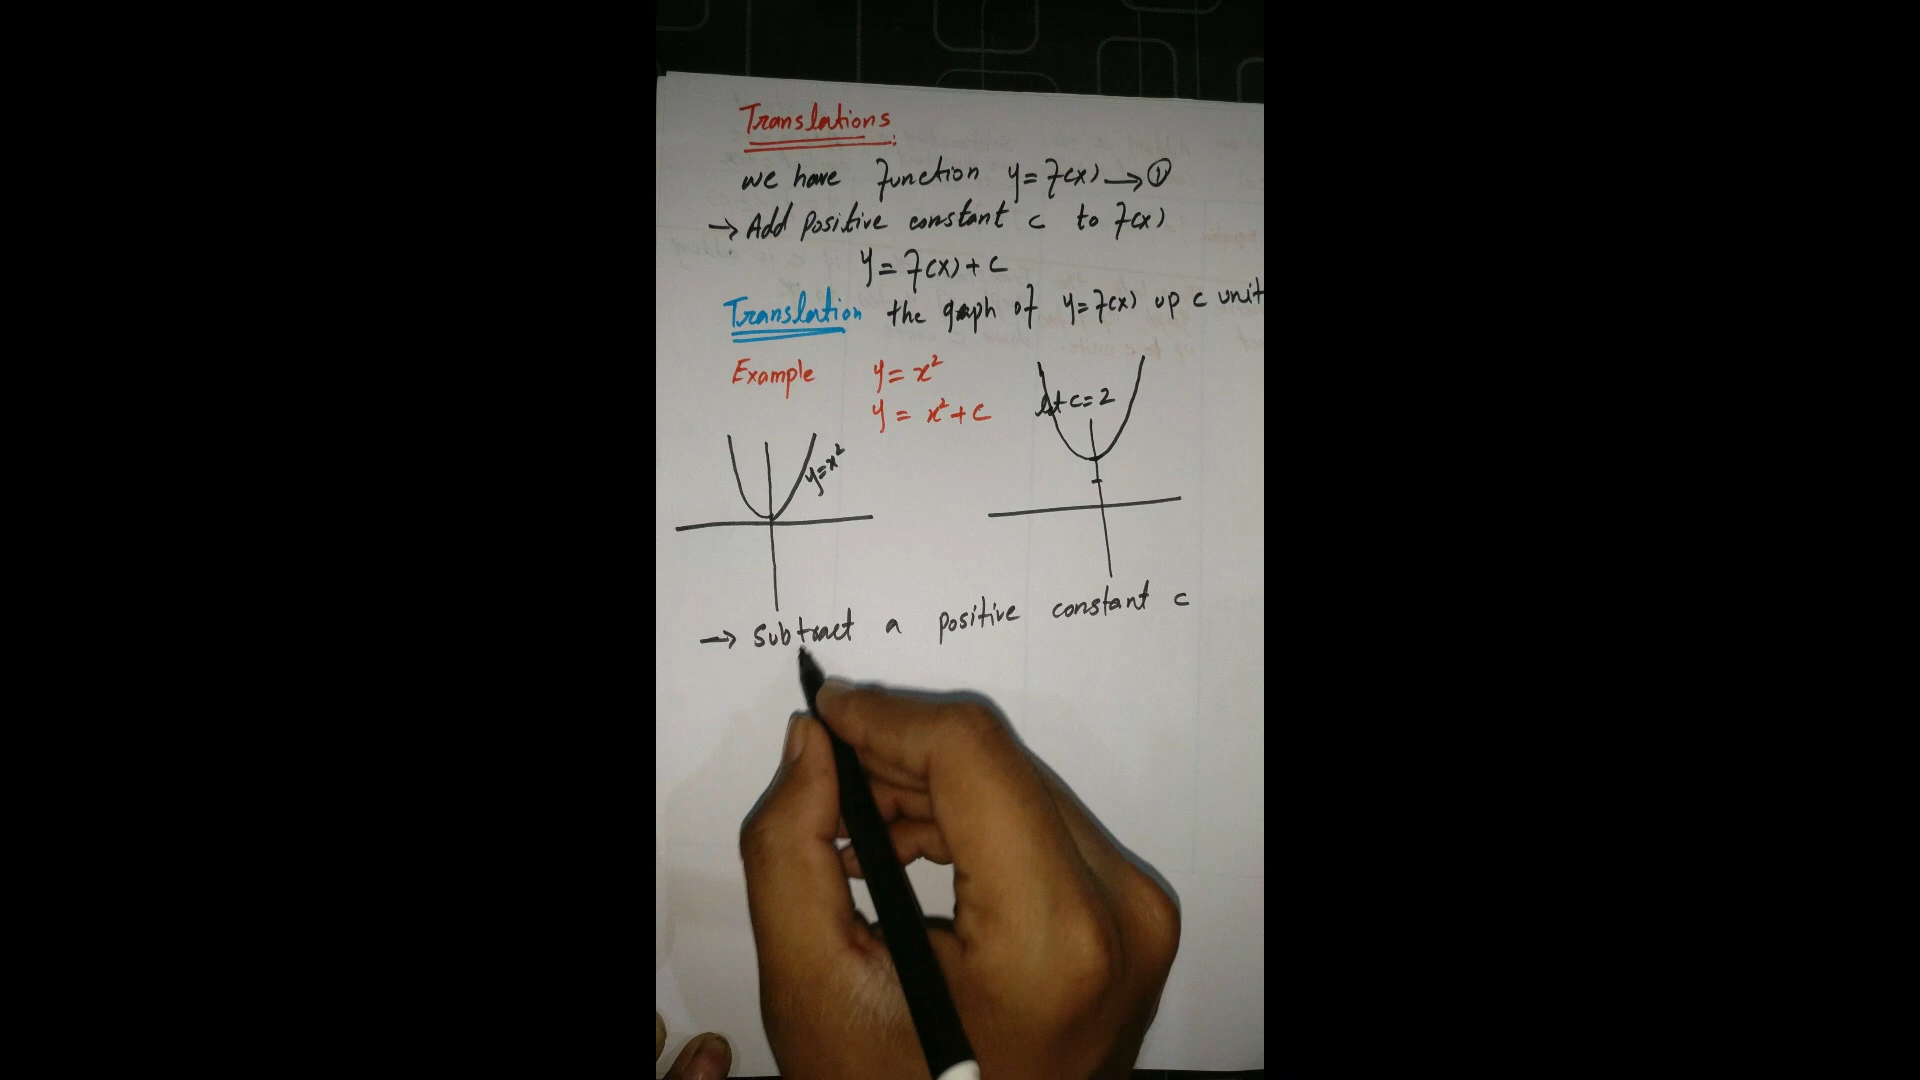 Translations:
we have function y = f(x) → ①
→ Add positive constant c to f(x)
y = f(x) + c
Translation the graph of y = f(x) up c unit
Example y = x²
y = x² + c
let c = 2
y = x²
→ subtract a positive constant c